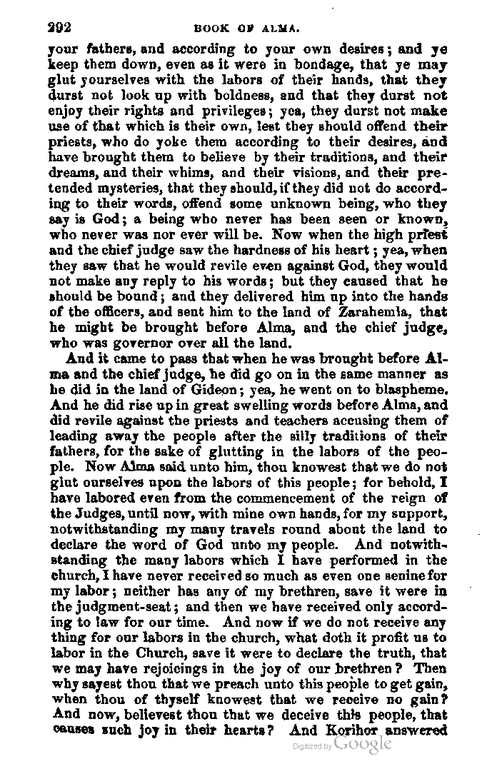 292
BOOK OF ALMA.
your fathers, and according to your own desires; and ye
keep them down, even as it were in bondage, that ye may
glut yourselves with the labors of their hands, that they
durst not look up with boldness, and that they durst not
enjoy their rights and privileges; yea, they durst not make
use of that which is their own, lest they should offend their
priests, who do yoke them according to their desires, and
have brought them to believe by their traditions, and their
dreams, and their whims, and their visions, and their pre-
tended mysteries, that they should, if they did not do accord-
ing to their words, offend some unknown being, who they
say is God; a being who never has been seen or known,
who never was nor ever will be. Now when the high priest
and the chief judge saw the hardness of his heart; yea, when
they saw that he would revile even against God, they would
not make any reply to his words; but they caused that he
should be bound; and they delivered him up into the hands
of the officers, and sent him to the land of Zarahemla, that
he might be brought before Alma, and the chief judge,
who was governor over all the land.
And it came to pass that when he was brought before Al-
ma and the chief judge, he did go on in the same manner as
he did in the land of Gideon; yea, he went on to blaspheme.
And he did rise up in great swelling words before Alma, and
did revile against the priests and teachers accusing them of
leading away the people after the silly traditions of their
fathers, for the sake of glutting in the labors of the peo-
ple. Now Alma said unto him, thou knowest that we do not
glut ourselves upon the labors of this people; for behold, I
have labored even from the commencement of the reign of
the Judges, until now, with mine own hands, for my support,
notwithstanding my many travels round about the land to
declare the word of God unto my people. And notwith-
standing the many labors which I have performed in the
church, I have never received so much as even one senine for
my labor; neither has any of my brethren, save it were in
the judgment-seat; and then we have received only accord-
ing to law for our time. And now if we do not receive any
thing for our labors in the church, what doth it profit us to
labor in the Church, save it were to declare the truth, that
we may have rejoicings in the joy of our brethren? Then
why sayest thou that we preach unto this people to get gain,
when thou of thyself knowest that we receive no gain?
And now, believest thou that we deceive this people, that
causes such joy in their hearts? And Korihor answered
Digitized by Google